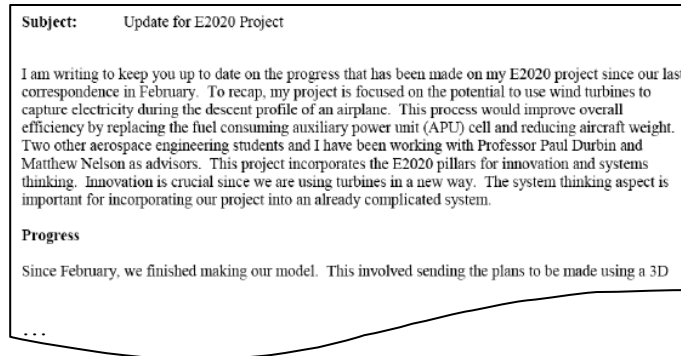 Subject: Update for E2020 Project
I am writing to keep you up to date on the progress that has been made on my E2020 project since our last
correspondence in February. To recap, my project is focused on the potential to use wind turbines to
capture electricity during the descent profile of an airplane. This process would improve overall
efficiency by replacing the fuel consuming auxiliary power unit (APU) cell and reducing aircraft weight.
Two other aerospace engineering students and I have been working with Professor Paul Durbin and
Matthew Nelson as advisors. This project incorporates the E2020 pillars for innovation and systems
thinking. Innovation is crucial since we are using turbines in a new way. The system thinking aspect is
important for incorporating our project into an already complicated system.
Progress
Since February, we finished making our model. This involved sending the plans to be made using a 3D
. . .